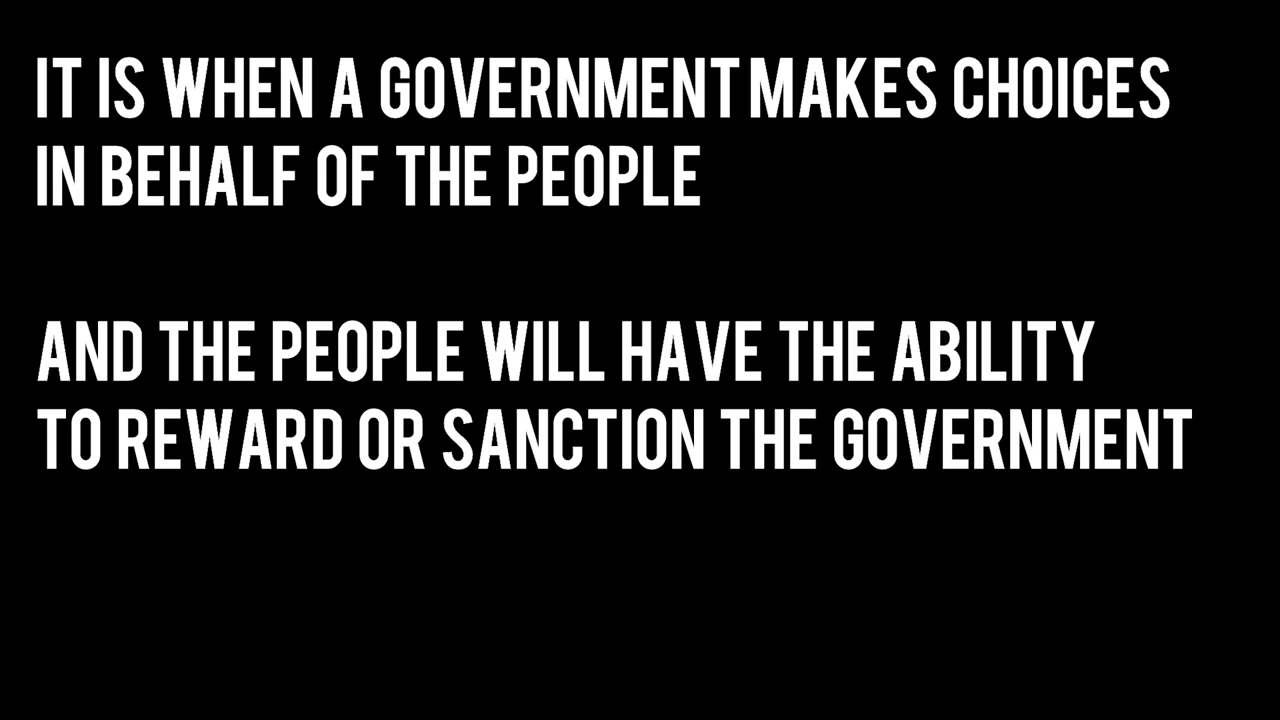 IT IS WHEN A GOVERNMENT MAKES CHOICES
IN BEHALF OF THE PEOPLE
AND THE PEOPLE WILL HAVE THE ABILITY
TO REWARD OR SANCTION THE GOVERNMENT